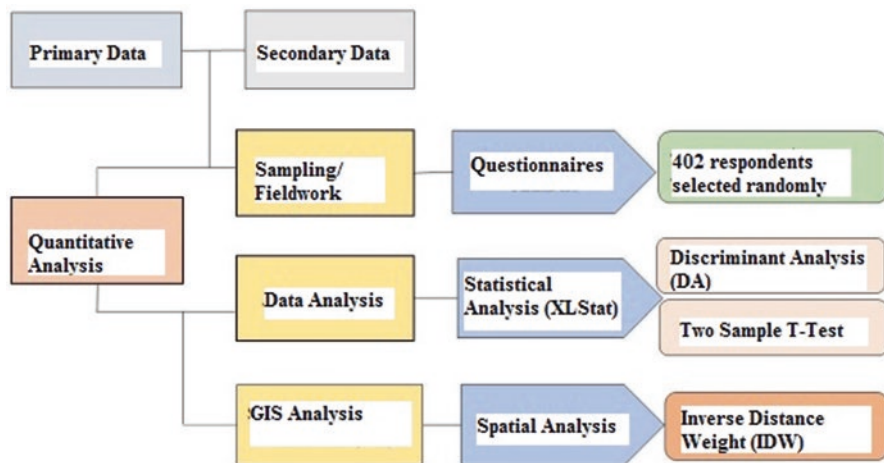 Primary Data
Secondary Data
Sampling/
Fieldwork
Questionnaires
402 respondents
selected randomly
Quantitative
Analysis
Data Analysis
Statistical
Analysis (XLStat)
Discriminant Analysis
(DA)
Two Sample T-Test
GIS Analysis
Spatial Analysis
Inverse Distance
Weight (IDW)